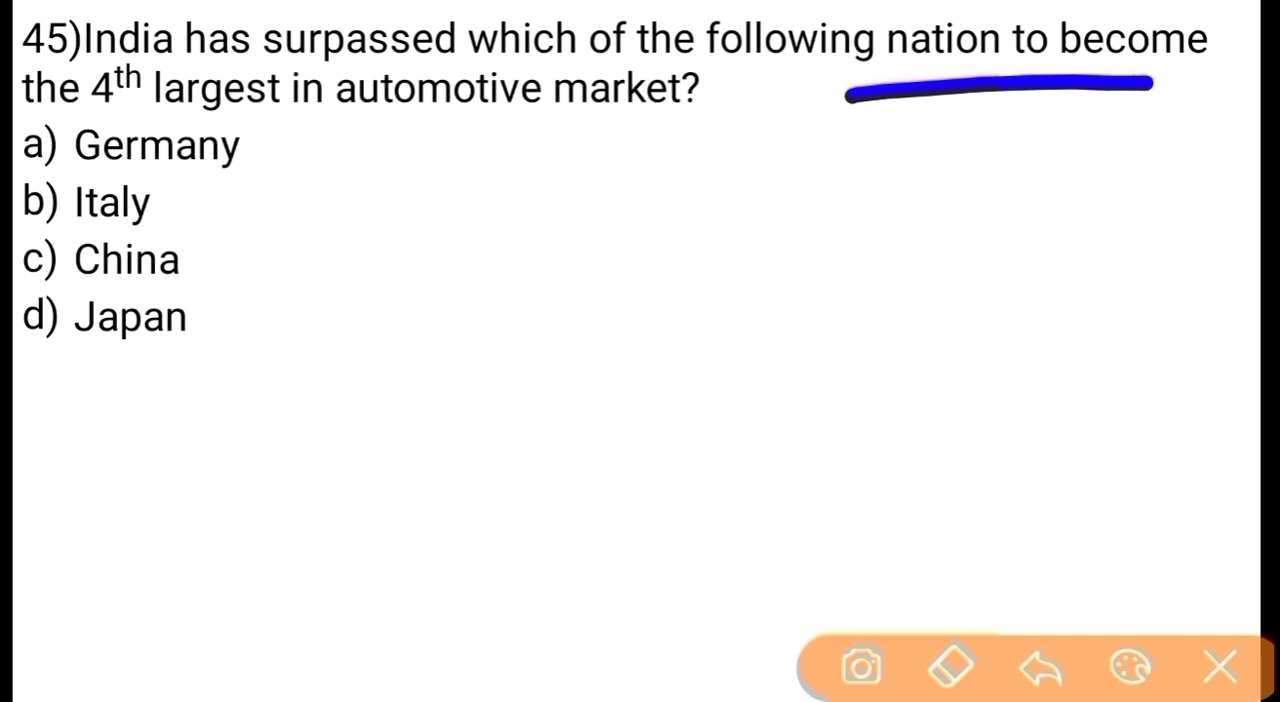 45)India has surpassed which of the following nation to become
the 4th largest in automotive market?
a) Germany
b) Italy
c) China
d) Japan